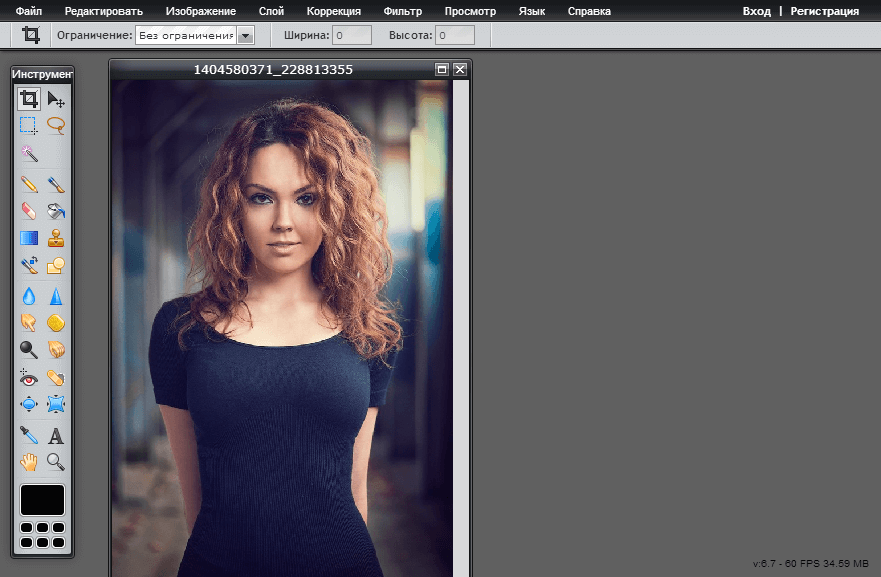 Файл Редактировать Изображение Слой Коррекция Фильтр Просмотр Язык Справка Вход | Регистрация
Ограничение: Без ограничения Ширина: 0 Высота: 0
Инструмент
1404580371_228813355
v:6.7 - 60 FPS 34.59 MB